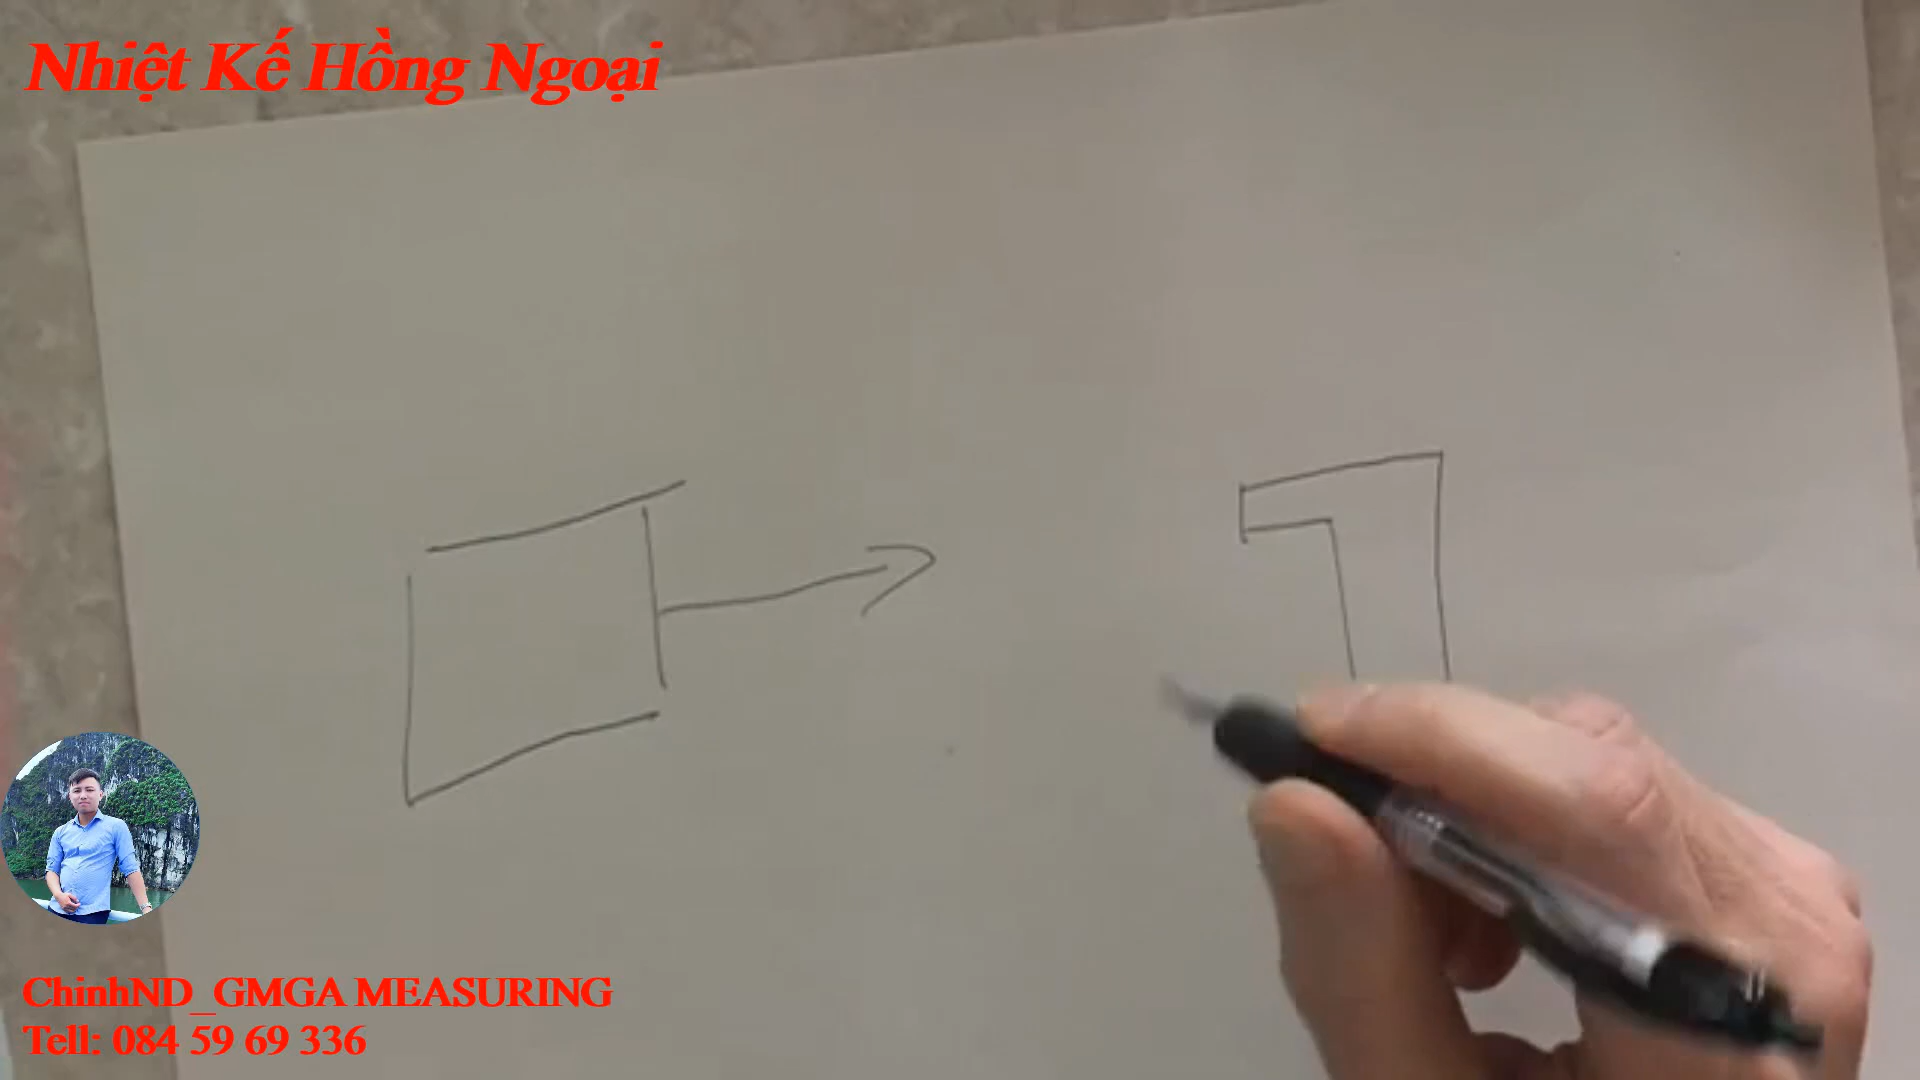 Nhiệt Kế Hồng Ngoại
ChinhND_GMGA MEASURING
Tell: 084 59 69 336